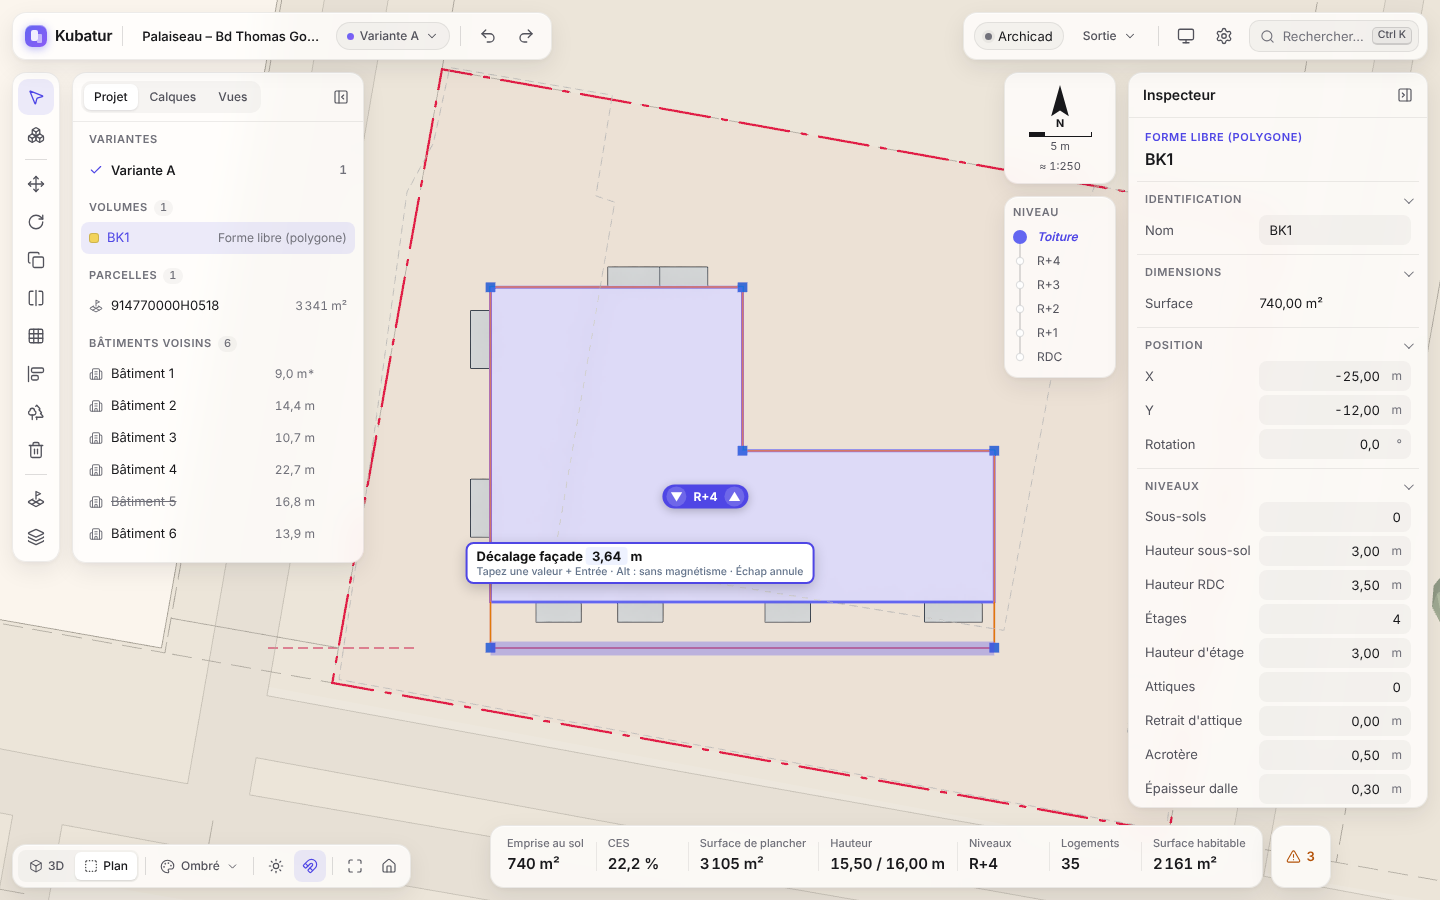 Kubatur
Palaiseau – Bd Thomas Go...
Variante A
Archicad
Sortie
Rechercher...
Ctrl K
Projet
Calques
Vues
VARIANTES
Variante A 1
VOLUMES 1
BK1 Forme libre (polygone)
PARCELLES 1
914770000H0518 3 341 m²
BÂTIMENTS VOISINS 6
Bâtiment 1 9,0 m*
Bâtiment 2 14,4 m
Bâtiment 3 10,7 m
Bâtiment 4 22,7 m
Bâtiment 5 16,8 m
Bâtiment 6 13,9 m
N
5 m
≈ 1:250
NIVEAU
Toiture
R+4
R+3
R+2
R+1
RDC
R+4
Décalage façade 3,64 m
Tapez une valeur + Entrée · Alt : sans magnétisme · Échap annule
Inspecteur
FORME LIBRE (POLYGONE)
BK1
IDENTIFICATION
Nom BK1
DIMENSIONS
Surface 740,00 m²
POSITION
X -25,00 m
Y -12,00 m
Rotation 0,0 °
NIVEAUX
Sous-sols 0
Hauteur sous-sol 3,00 m
Hauteur RDC 3,50 m
Étages 4
Hauteur d'étage 3,00 m
Attiques 0
Retrait d'attique 0,00 m
Acrotère 0,50 m
Épaisseur dalle 0,30 m
3D
Plan
Ombré
Emprise au sol
740 m²
CES
22,2 %
Surface de plancher
3 105 m²
Hauteur
15,50 / 16,00 m
Niveaux
R+4
Logements
35
Surface habitable
2 161 m²
3